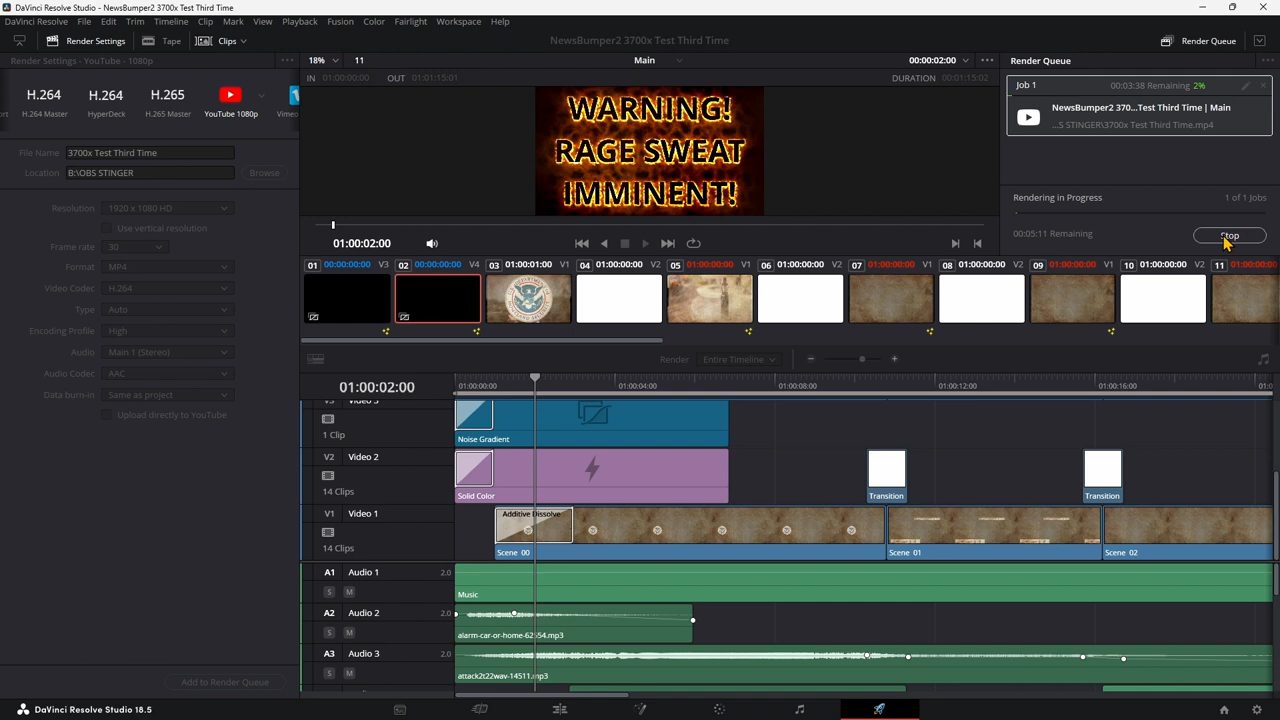 DaVinci Resolve Studio - NewsBumper2 3700x Test Third Time
DaVinci Resolve File Edit Trim Timeline Clip Mark View Playback Fusion Color Fairlight Workspace Help
Render Settings Tape Clips NewsBumper2 3700x Test Third Time Render Queue
Render Settings - YouTube - 1080p 18% 11 Main 00:00:02:00 Render Queue
IN 01:00:00:00 OUT 01:01:15:01 DURATION 00:01:15:02
Job 1 00:03:38 Remaining 2%
NewsBumper2 370...Test Third Time | Main
...S STINGER\3700x Test Third Time.mp4
H.264 H.264 H.265
H.264 Master HyperDeck H.265 Master YouTube 1080p Vimeo
WARNING!
RAGE SWEAT
IMMINENT!
File Name 3700x Test Third Time
Location B:\OBS STINGER Browse
Resolution 1920 x 1080 HD
Use vertical resolution
Frame rate 30
Format MP4
Video Codec H.264
Type Auto
Encoding Profile High
Audio Main 1 (Stereo)
Audio Codec AAC
Data burn-in Same as project
Upload directly to YouTube
Add to Render Queue
Rendering in Progress 1 of 1 Jobs
00:05:11 Remaining Stop
01:00:02:00
01 00:00:00:00 V3 02 00:00:00:00 V4 03 01:00:01:00 V1 04 01:00:00:00 V2 05 01:00:00:00 V1 06 01:00:00:00 V2 07 01:00:00:00 V1 08 01:00:00:00 V2 09 01:00:00:00 V1 10 01:00:00:00 V2 11 01:00:00:00
Render Entire Timeline
01:00:02:00 01:00:00:00 01:00:04:00 01:00:08:00 01:00:12:00 01:00:16:00
V3 Video 3
1 Clip Noise Gradient
V2 Video 2
14 Clips Solid Color Transition Transition
V1 Video 1 Additive Dissolve
14 Clips Scene 00 Scene 01 Scene 02
A1 Audio 1 2.0
S M Music
A2 Audio 2 2.0
S M alarm-car-or-home-62554.mp3
A3 Audio 3 2.0
S M attack2t22wav-14511.mp3
DaVinci Resolve Studio 18.5